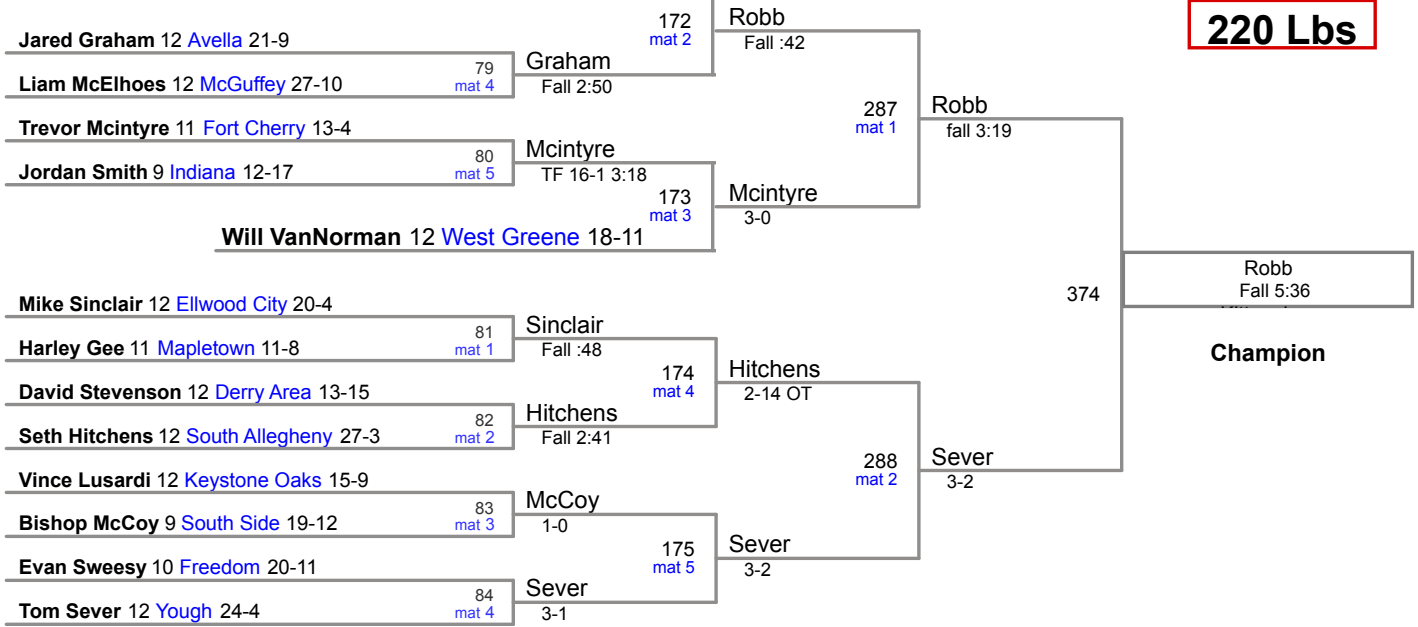 220 Lbs
172
mat 2
Robb
Fall :42
Jared Graham 12 Avella 21-9
79
mat 4
Graham
Fall 2:50
Liam McElhoes 12 McGuffey 27-10
287
mat 1
Robb
fall 3:19
Trevor Mcintyre 11 Fort Cherry 13-4
80
mat 5
Mcintyre
TF 16-1 3:18
Jordan Smith 9 Indiana 12-17
173
mat 3
Mcintyre
3-0
Will VanNorman 12 West Greene 18-11
374
Robb
Fall 5:36
Champion
Mike Sinclair 12 Ellwood City 20-4
81
mat 1
Sinclair
Fall :48
Harley Gee 11 Mapletown 11-8
174
mat 4
Hitchens
2-14 OT
David Stevenson 12 Derry Area 13-15
82
mat 2
Hitchens
Fall 2:41
Seth Hitchens 12 South Allegheny 27-3
288
mat 2
Sever
3-2
Vince Lusardi 12 Keystone Oaks 15-9
83
mat 3
McCoy
1-0
Bishop McCoy 9 South Side 19-12
175
mat 5
Sever
3-2
Evan Sweesy 10 Freedom 20-11
84
mat 4
Sever
3-1
Tom Sever 12 Yough 24-4